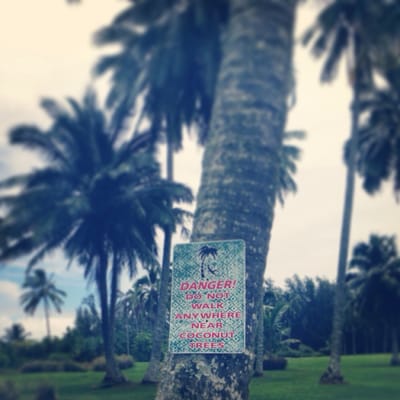 DANGER!
DO NOT
WALK
ANYWHERE
NEAR
COCONUT
TREES